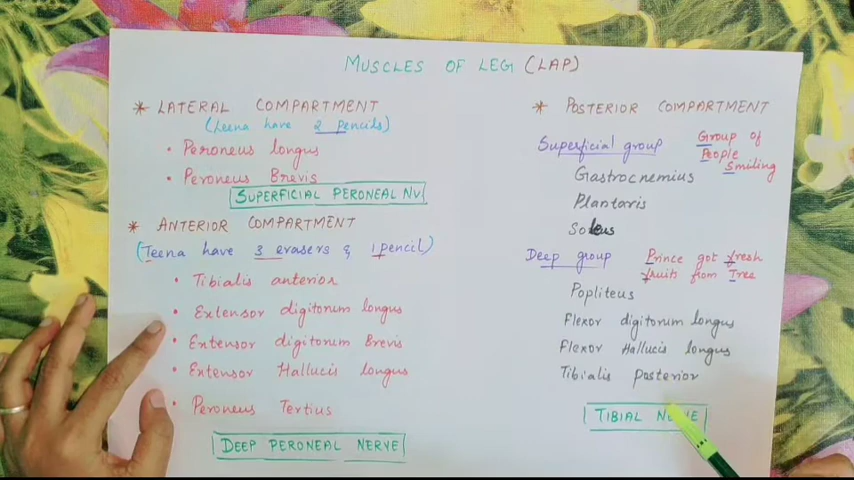 MUSCLES OF LEG (LAP)
* LATERAL COMPARTMENT
(Leena have 2 pencils)
• Peroneus longus
• Peroneus Brevis
SUPERFICIAL PERONEAL NV
* ANTERIOR COMPARTMENT
(Teena have 3 erasers & 1 pencil)
• Tibialis anterior
• Extensor digitorum longus
• Extensor digitorum Brevis
• Extensor Hallucis longus
• Peroneus Tertius
DEEP PERONEAL NERVE
* POSTERIOR COMPARTMENT
Superficial group
Group of
People
Smiling
Gastrocnemius
Plantaris
Soleus
Deep group
Prince got fresh
fruits from Tree
Popliteus
Flexor digitorum longus
Flexor Hallucis longus
Tibialis posterior
TIBIAL NERVE